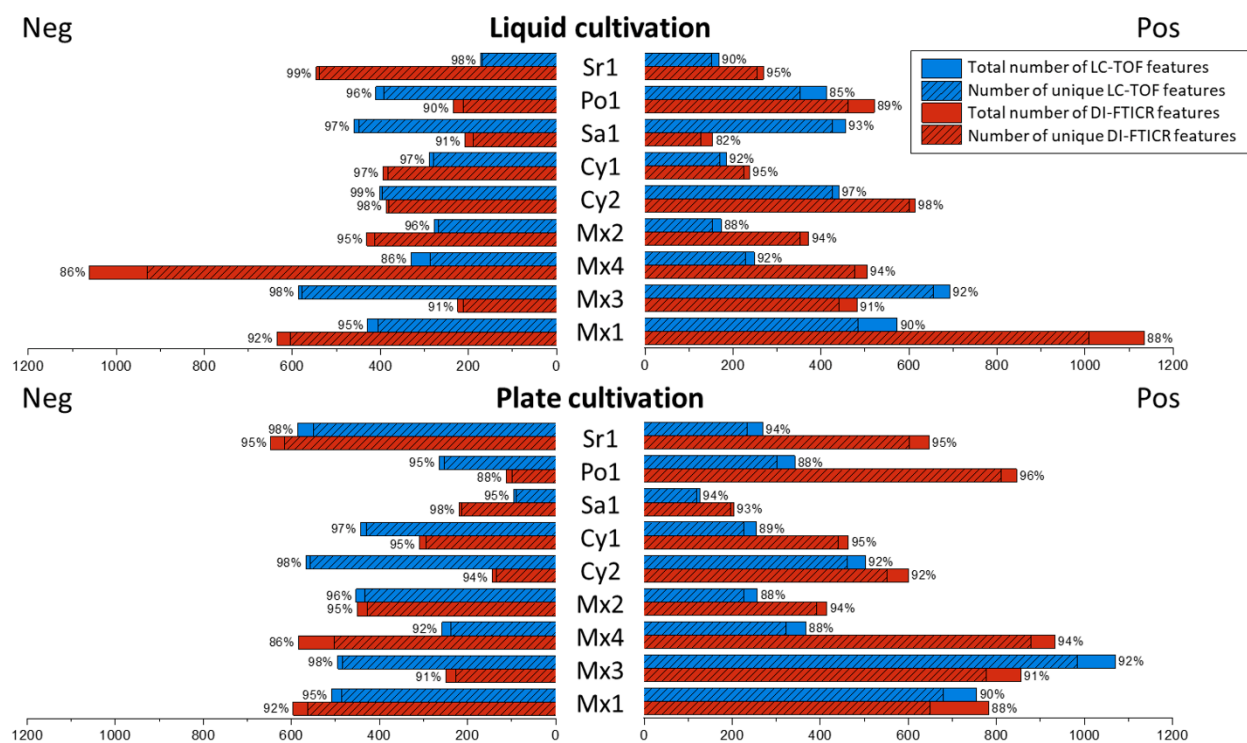 Neg Liquid cultivation Pos
98% Sr1 90%
99% 95%
96% Po1 85%
90% 89%
97% Sa1 93%
91% 82%
97% Cy1 92%
97% 95%
99% Cy2 97%
98% 98%
96% Mx2 88%
95% 94%
86% Mx4 92%
86% 94%
98% Mx3 92%
91% 91%
95% Mx1 90%
92% 88%
Total number of LC-TOF features
Number of unique LC-TOF features
Total number of DI-FTICR features
Number of unique DI-FTICR features
1200 1000 800 600 400 200 0 0 200 400 600 800 1000 1200
Neg Plate cultivation Pos
98% Sr1 94%
95% 95%
95% Po1 88%
88% 96%
95% Sa1 94%
98% 93%
97% Cy1 89%
95% 95%
98% Cy2 92%
94% 92%
96% Mx2 88%
95% 94%
92% Mx4 88%
86% 94%
98% Mx3 92%
91% 91%
95% Mx1 90%
92% 88%
1200 1000 800 600 400 200 0 0 200 400 600 800 1000 1200